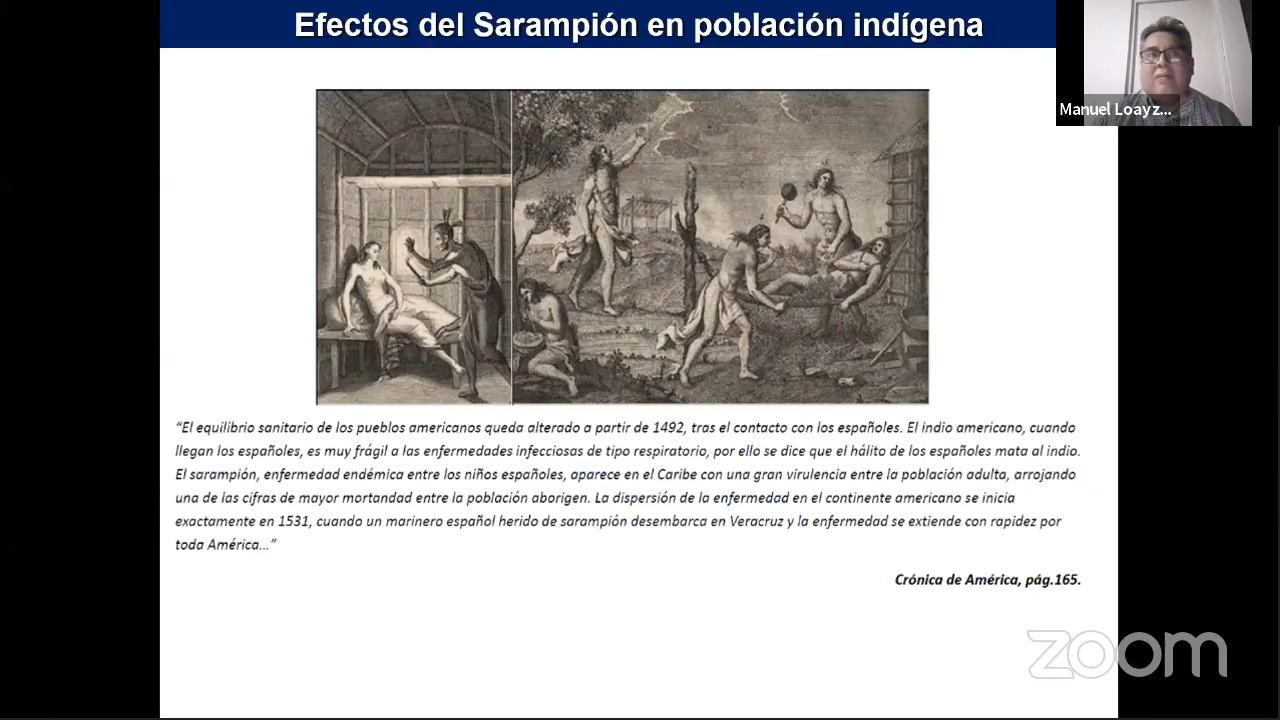 Efectos del Sarampión en población indígena
Manuel Loayz...
“El equilibrio sanitario de los pueblos americanos queda alterado a partir de 1492, tras el contacto con los españoles. El indio americano, cuando
llegan los españoles, es muy frágil a las enfermedades infecciosas de tipo respiratorio, por ello se dice que el hálito de los españoles mata al indio.
El sarampión, enfermedad endémica entre los niños españoles, aparece en el Caribe con una gran virulencia entre la población adulta, arrojando
una de las cifras de mayor mortandad entre la población aborigen. La dispersión de la enfermedad en el continente americano se inicia
exactamente en 1531, cuando un marinero español herido de sarampión desembarca en Veracruz y la enfermedad se extiende con rapidez por
toda América...”
Crónica de América, pág.165.
zoom